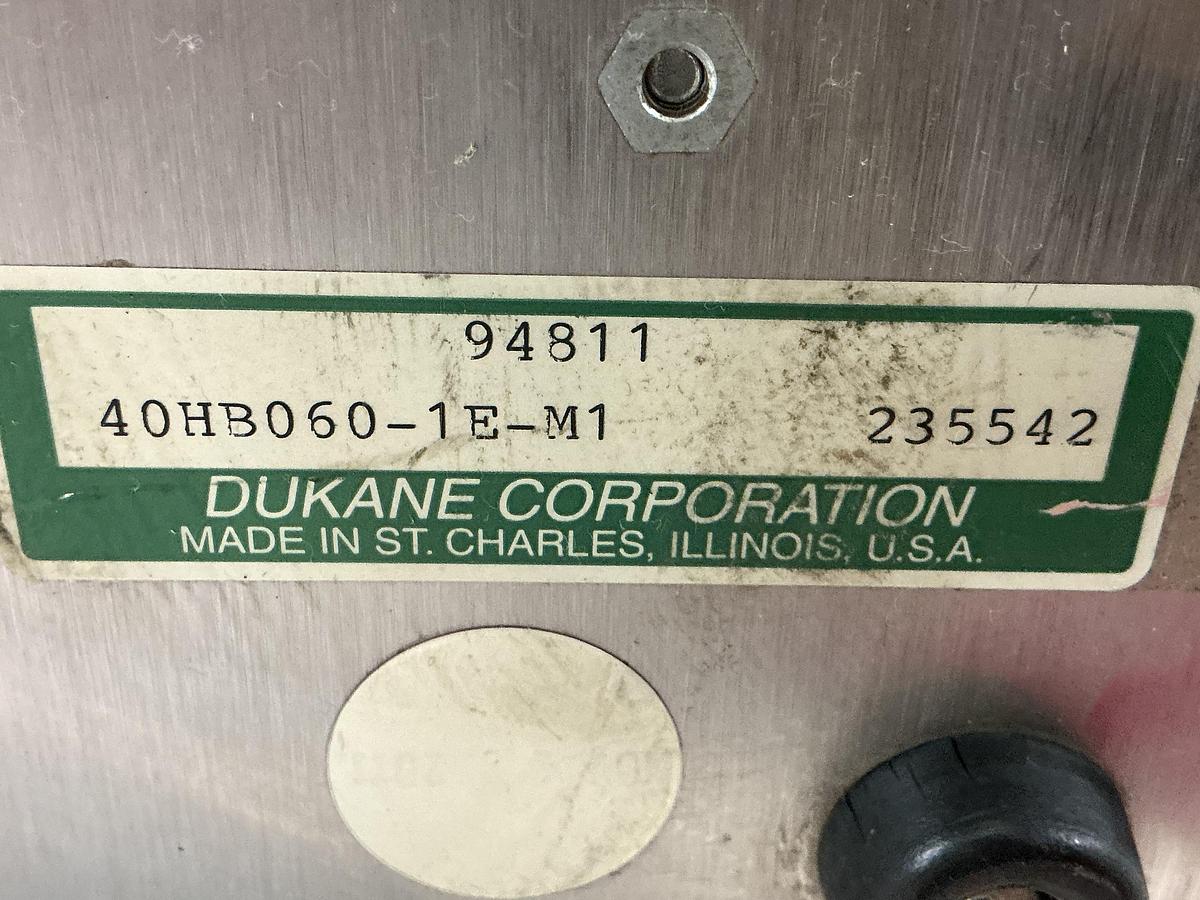 94811
40HB060-1E-M1 235542
DUKANE CORPORATION
MADE IN ST. CHARLES, ILLINOIS, U.S.A.